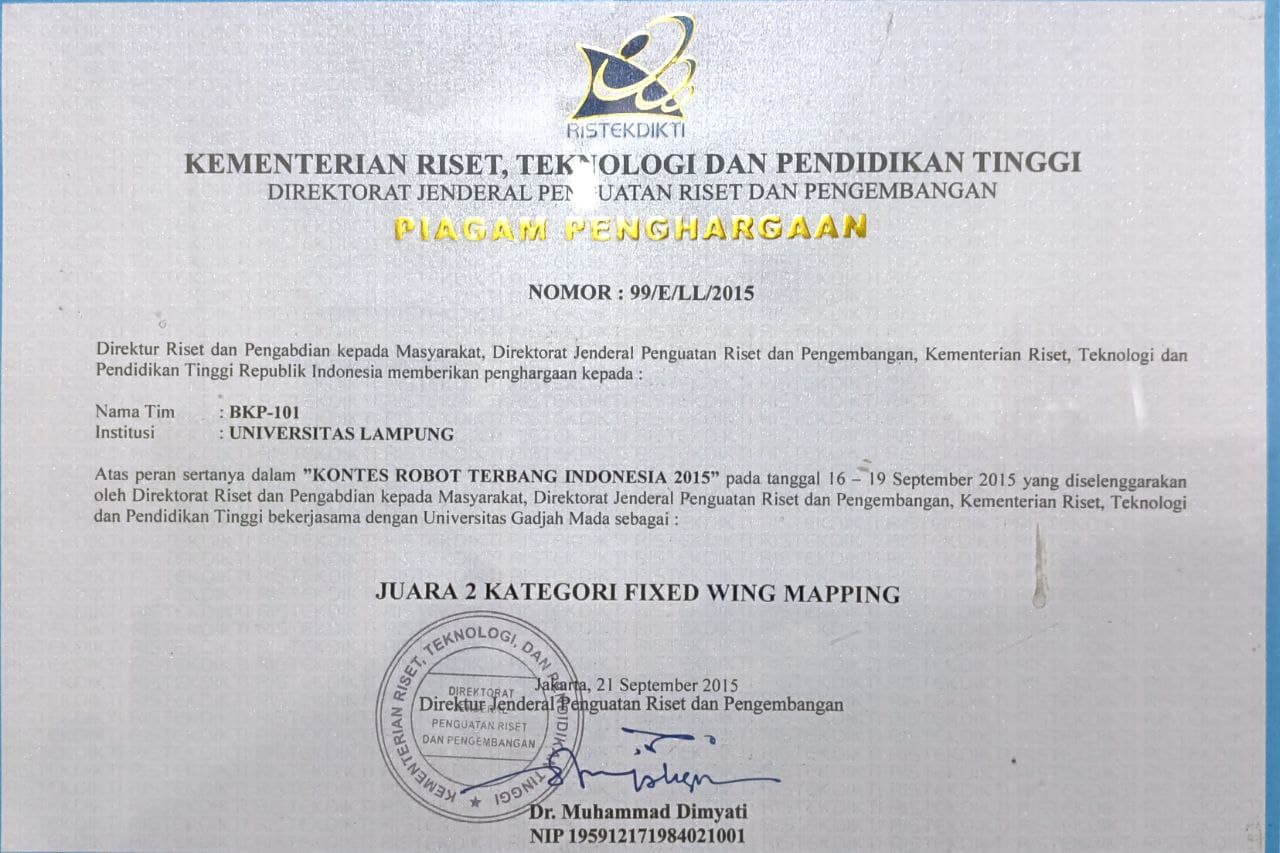 RISTEKDIKTI
KEMENTERIAN RISET, TEKNOLOGI DAN PENDIDIKAN TINGGI
DIREKTORAT JENDERAL PENGUATAN RISET DAN PENGEMBANGAN
PIAGAM PENGHARGAAN
NOMOR : 99/E/LL/2015
Direktur Riset dan Pengabdian kepada Masyarakat, Direktorat Jenderal Penguatan Riset dan Pengembangan, Kementerian Riset, Teknologi dan
Pendidikan Tinggi Republik Indonesia memberikan penghargaan kepada :
Nama Tim : BKP-101
Institusi : UNIVERSITAS LAMPUNG
Atas peran sertanya dalam "KONTES ROBOT TERBANG INDONESIA 2015" pada tanggal 16 – 19 September 2015 yang diselenggarakan
oleh Direktorat Riset dan Pengabdian kepada Masyarakat, Direktorat Jenderal Penguatan Riset dan Pengembangan, Kementerian Riset, Teknologi
dan Pendidikan Tinggi bekerjasama dengan Universitas Gadjah Mada sebagai :
JUARA 2 KATEGORI FIXED WING MAPPING
Jakarta, 21 September 2015
Direktur Jenderal Penguatan Riset dan Pengembangan
KEMENTERIAN RISET, TEKNOLOGI, DAN PENDIDIKAN TINGGI
DIREKTORAT
JENDERAL
PENGUATAN RISET
DAN PENGEMBANGAN
Dr. Muhammad Dimyati
NIP 195912171984021001